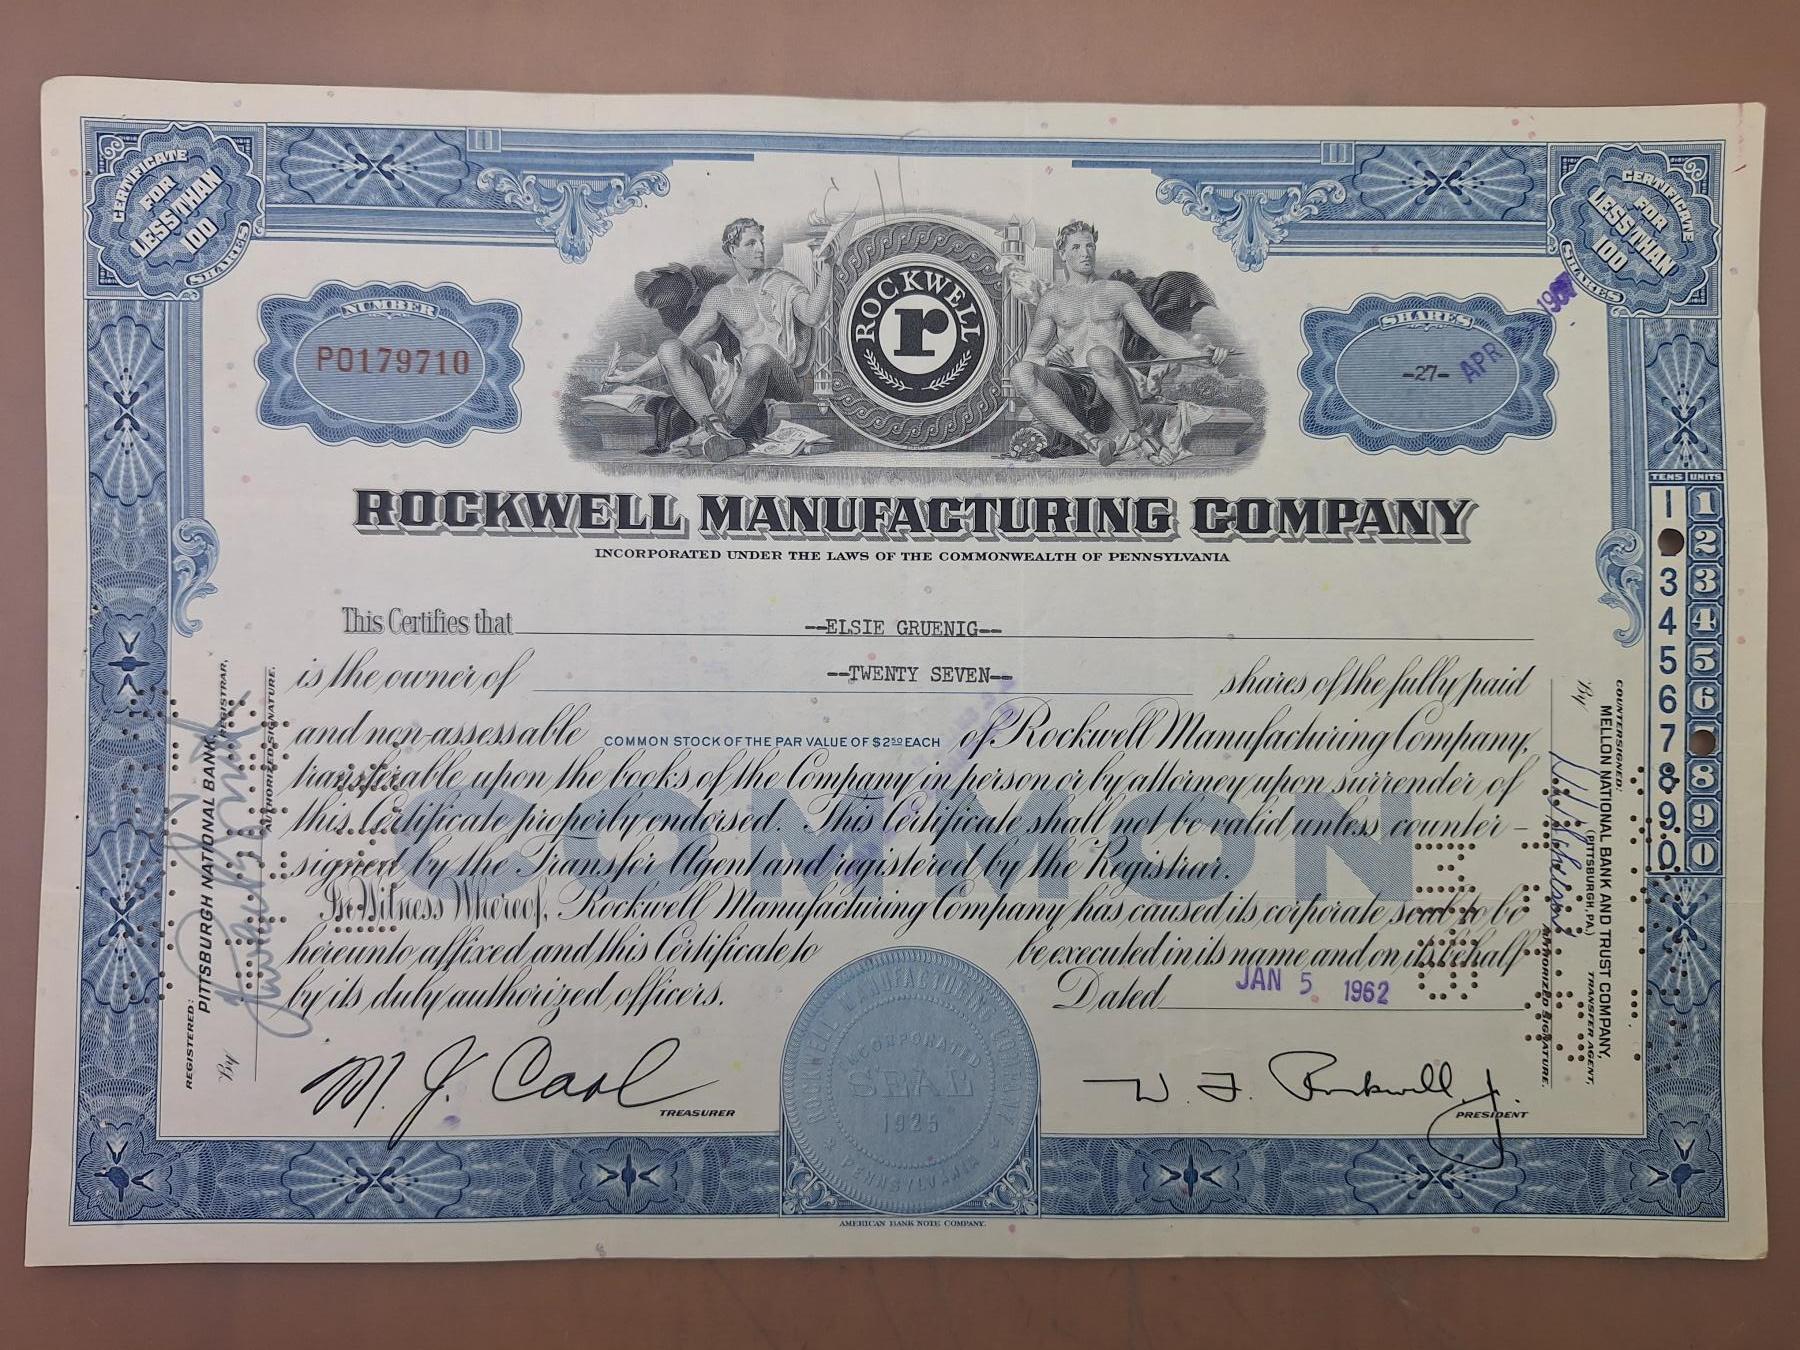 CERTIFICATE
FOR
LESS THAN
100
SHARES
CERTIFICATE
FOR
LESS THAN
100
SHARES
NUMBER
PO179710
ROCKWELL
r
SHARES
-27-
APR
ROCKWELL MANUFACTURING COMPANY
INCORPORATED UNDER THE LAWS OF THE COMMONWEALTH OF PENNSYLVANIA
This Certifies that --ELSIE GRUENIG--
is the owner of --TWENTY SEVEN-- shares of the fully paid
and non-assessable COMMON STOCK OF THE PAR VALUE OF $2.50 EACH of Rockwell Manufacturing Company,
transferable upon the books of the Company in person or by attorney upon surrender of
this Certificate properly endorsed. This Certificate shall not be valid unless counter-
signed by the Transfer Agent and registered by the Registrar.
COMMON
In Witness Whereof, Rockwell Manufacturing Company has caused its corporate seal to be
hereunto affixed and this Certificate to be executed in its name and on its behalf
by its duly authorized officers. Dated JAN 5 1962
M. J. Caol
TREASURER
W. F. Rockwell, Jr.
PRESIDENT
ROCKWELL MANUFACTURING COMPANY
INCORPORATED
SEAL
1925
PENNSYLVANIA
AMERICAN BANK NOTE COMPANY.
REGISTERED:
PITTSBURGH NATIONAL BANK,
REGISTRAR,
By
AUTHORIZED SIGNATURE.
COUNTERSIGNED:
MELLON NATIONAL BANK AND TRUST COMPANY,
(PITTSBURGH, PA.)
TRANSFER AGENT,
By
AUTHORIZED SIGNATURE.
TENS UNITS
1 1
2
3 3
4 4
5 5
6 6
7
8 8
9 9
0 0